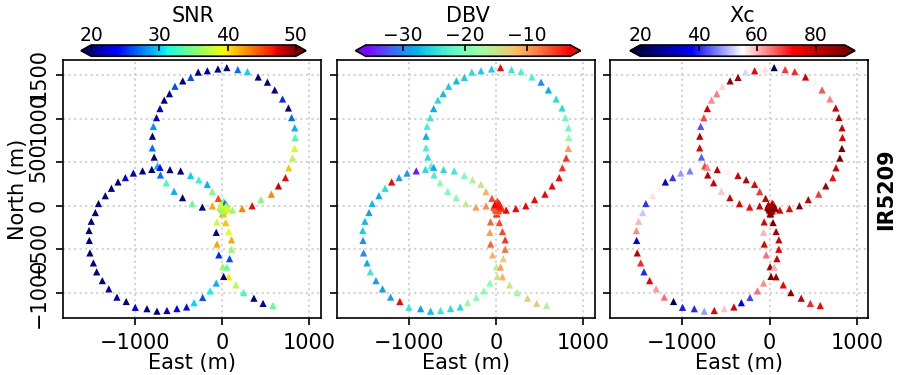 SNR
DBV
Xc
20 30 40 50
−30 −20 −10
20 40 60 80
North (m)
1500
1000
500
0
−500
−1000
−1000 0 1000
−1000 0 1000
−1000 0 1000
East (m)
East (m)
East (m)
IR5209